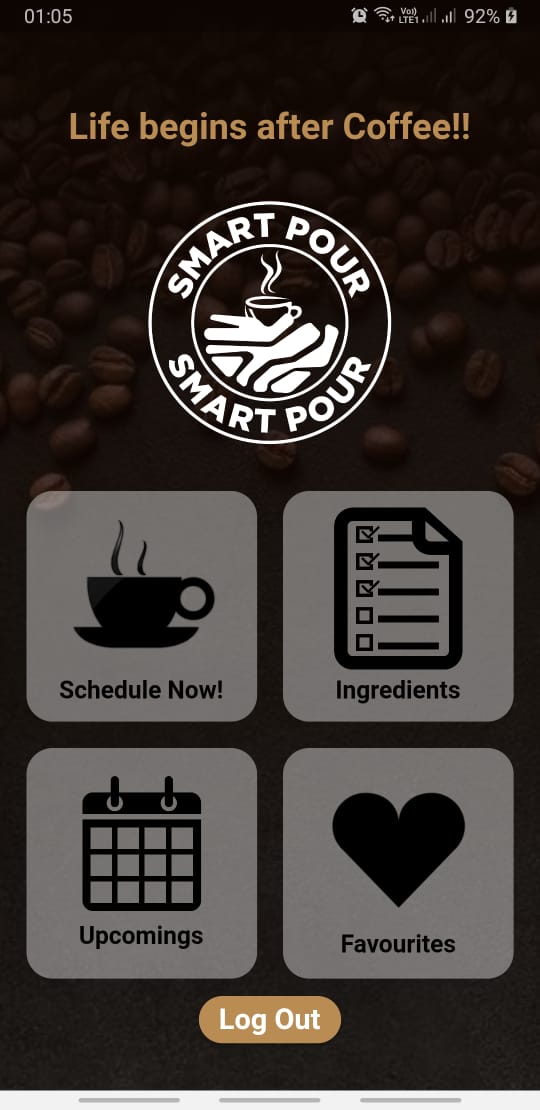 01:05
Vo))
LTE1
92%
Life begins after Coffee!!
SMART POUR
SMART POUR
Schedule Now!
Ingredients
Upcomings
Favourites
Log Out